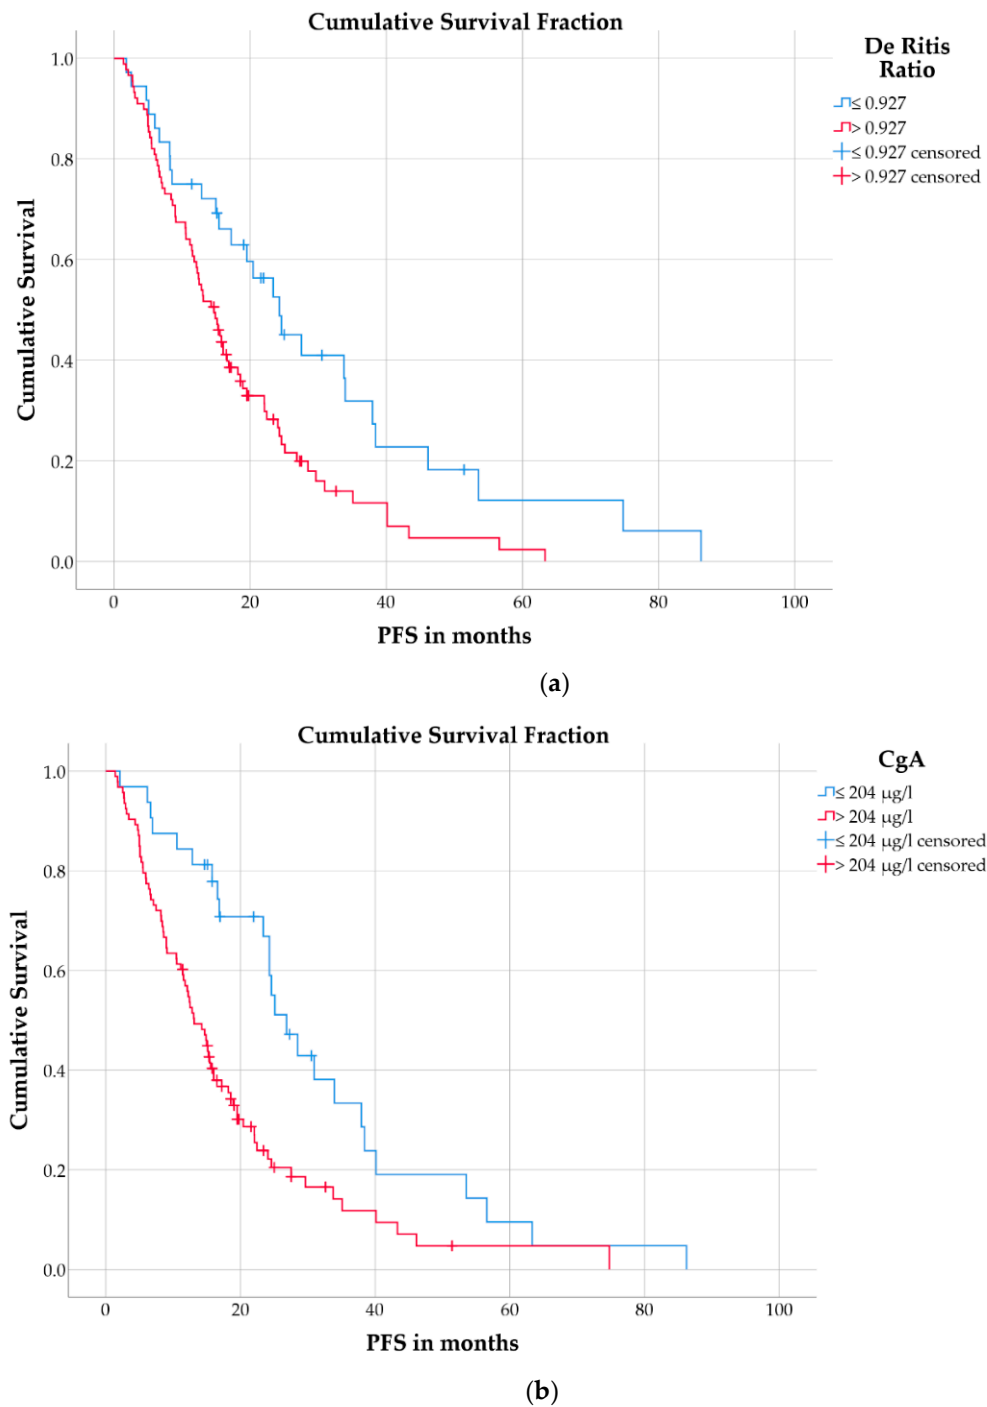 Cumulative Survival Fraction
De Ritis
Ratio
≤ 0.927
> 0.927
≤ 0.927 censored
> 0.927 censored
1.0
0.8
0.6
0.4
0.2
0.0
Cumulative Survival
0 20 40 60 80 100
PFS in months
(a)
Cumulative Survival Fraction
CgA
≤ 204 µg/l
> 204 µg/l
≤ 204 µg/l censored
> 204 µg/l censored
1.0
0.8
0.6
0.4
0.2
0.0
Cumulative Survival
0 20 40 60 80 100
PFS in months
(b)